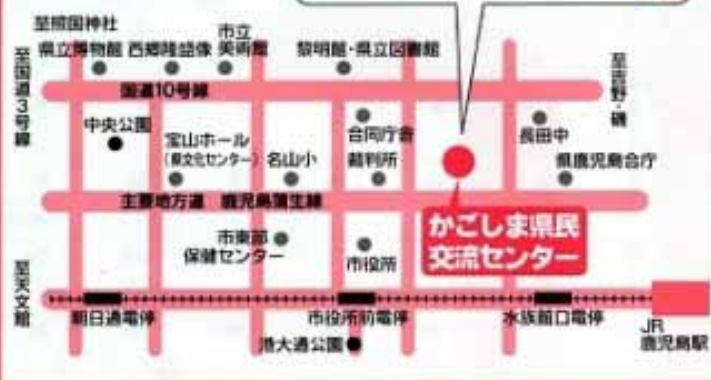 至照国神社
県立博物館 西郷隆盛像 市立美術館 黎明館・県立図書館
至国道3号線
国道10号線
至吉野・磯
中央公園
宝山ホール
(県文化センター)
名山小
合同庁舎
裁判所
長田中
県鹿児島合庁
主要地方道 鹿児島蒲生線
かごしま県民
交流センター
市東部
保健センター
市役所
至天文館
朝日通電停
市役所前電停
水族館口電停
JR
鹿児島駅
港大通公園